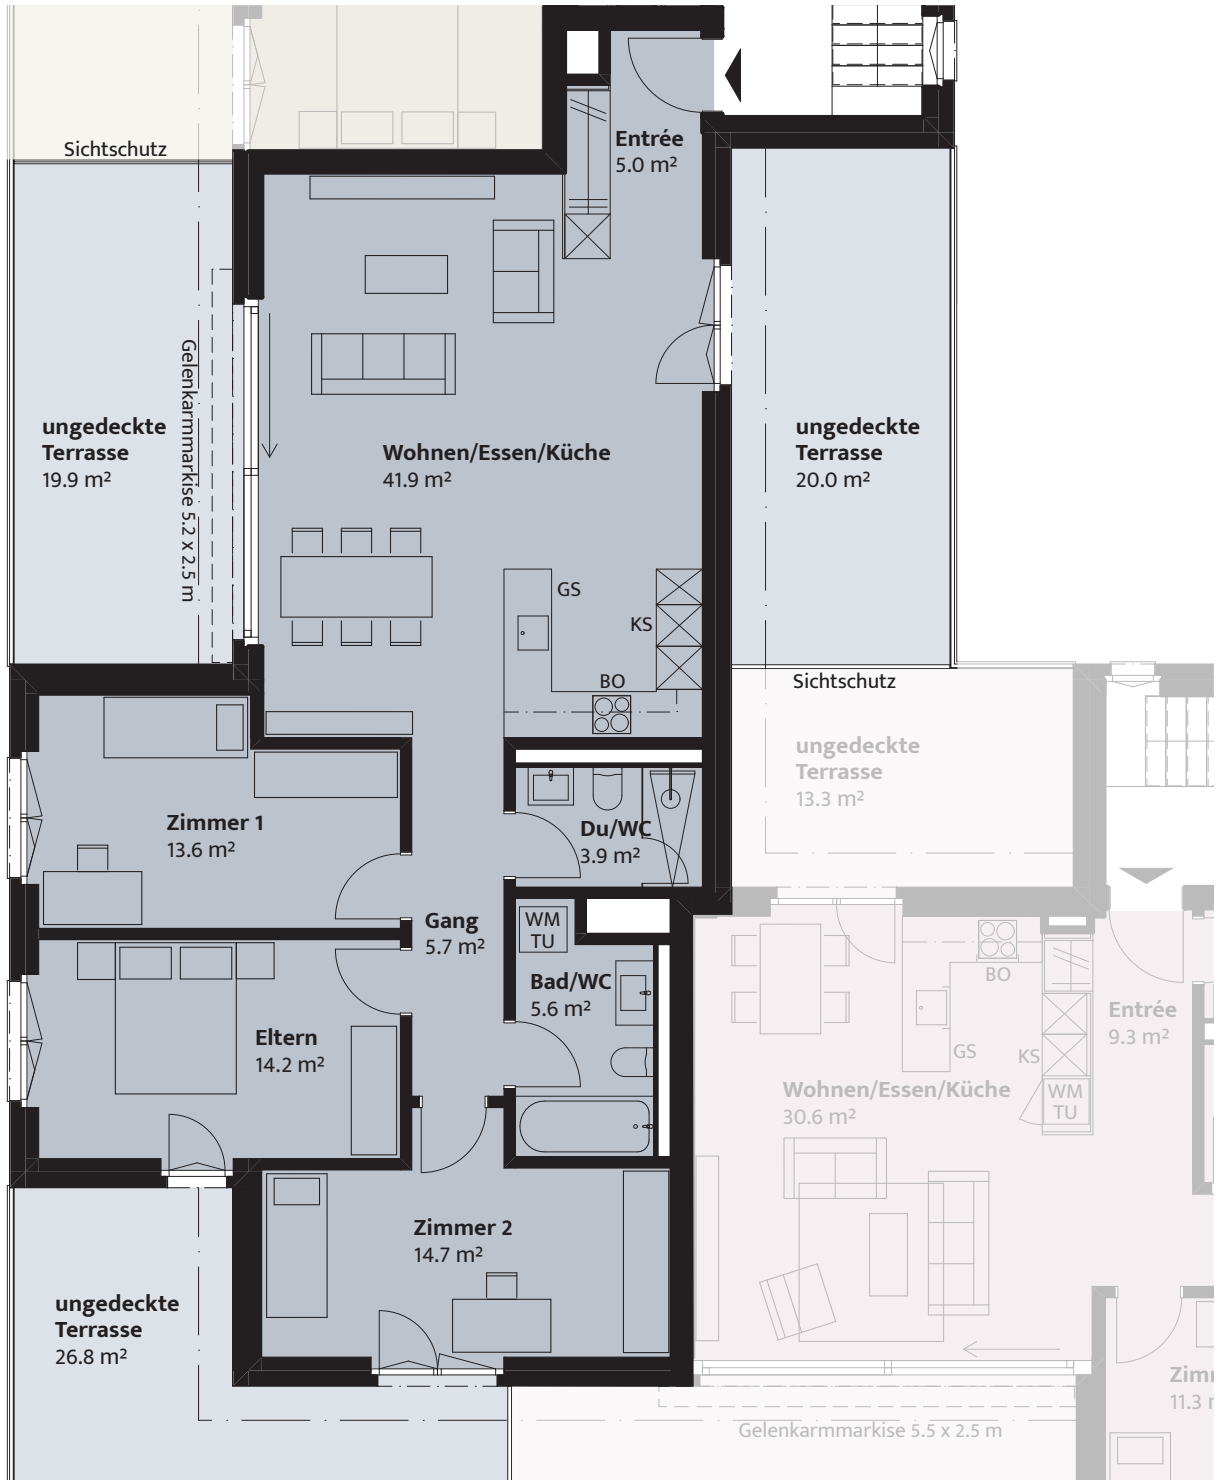 Sichtschutz
Entrée
5.0 m²
Gelenkarmmarkise 5.2 x 2.5 m
ungedeckte
Terrasse
19.9 m²
Wohnen/Essen/Küche
41.9 m²
ungedeckte
Terrasse
20.0 m²
GS
KS
BO
Sichtschutz
ungedeckte
Terrasse
13.3 m²
Zimmer 1
13.6 m²
Du/WC
3.9 m²
Gang
5.7 m²
WM
TU
Bad/WC
5.6 m²
BO
Entrée
9.3 m²
Eltern
14.2 m²
GS
KS
Wohnen/Essen/Küche
30.6 m²
WM
TU
Zimmer 2
14.7 m²
ungedeckte
Terrasse
26.8 m²
11.3
Gelenkarmmarkise 5.5 x 2.5 m